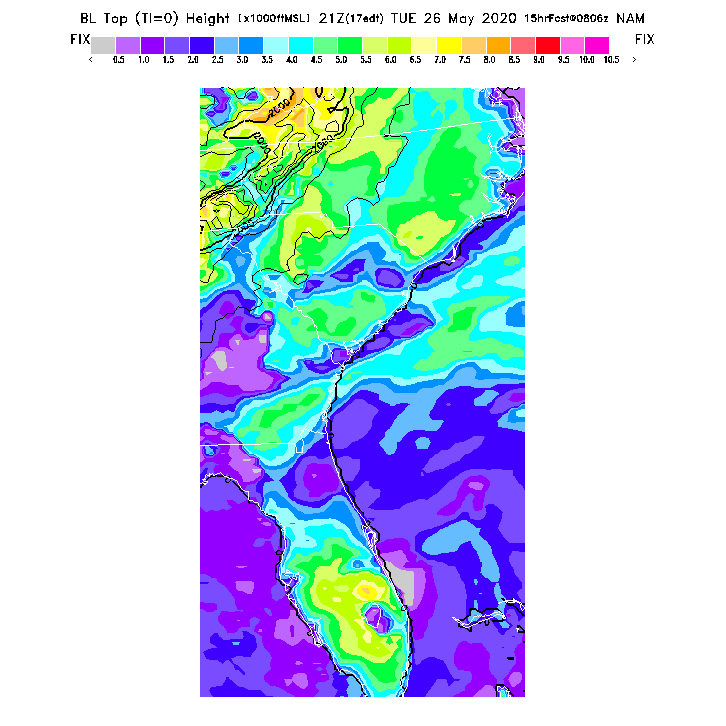 BL Top (TI=0) Height [x1000ftMSL] 21Z(17edt) TUE 26 May 2020 15hrFcst@0806z NAM
FIX FIX
< 0.5 1.0 1.5 2.0 2.5 3.0 3.5 4.0 4.5 5.0 5.5 6.0 6.5 7.0 7.5 8.0 8.5 9.0 9.5 10.0 10.5 >
2000
2000
2000